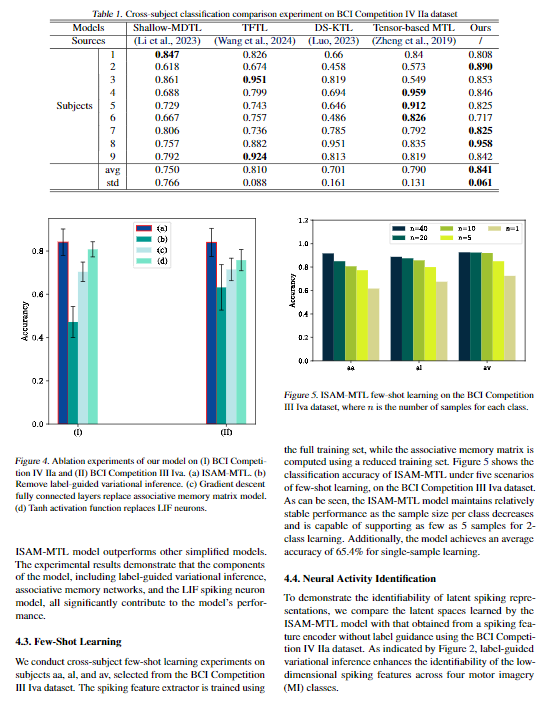 Table 1. Cross-subject classification comparison experiment on BCI Competition IV IIa dataset
Models Shallow-MDTL TFTL DS-KTL Tensor-based MTL Ours
Sources (Li et al., 2023) (Wang et al., 2024) (Luo, 2023) (Zheng et al., 2019) /
1 0.847 0.826 0.66 0.84 0.808
2 0.618 0.674 0.458 0.573 0.890
3 0.861 0.951 0.819 0.549 0.853
4 0.688 0.799 0.694 0.959 0.846
Subjects 5 0.729 0.743 0.646 0.912 0.825
6 0.667 0.757 0.486 0.826 0.717
7 0.806 0.736 0.785 0.792 0.825
8 0.757 0.882 0.951 0.835 0.958
9 0.792 0.924 0.813 0.819 0.842
avg 0.750 0.810 0.701 0.790 0.841
std 0.766 0.088 0.161 0.131 0.061
(a)
(b)
(c)
(d)
0.8
0.6
0.4
0.2
0.0
Accurancy
(I) (II)
Figure 4. Ablation experiments of our model on (I) BCI Competi-
tion IV IIa and (II) BCI Competition III Iva. (a) ISAM-MTL. (b)
Remove label-guided variational inference. (c) Gradient descent
fully connected layers replace associative memory matrix model.
(d) Tanh activation function replaces LIF neurons.
ISAM-MTL model outperforms other simplified models.
The experimental results demonstrate that the components
of the model, including label-guided variational inference,
associative memory networks, and the LIF spiking neuron
model, all significantly contribute to the model's perfor-
mance.
4.3. Few-Shot Learning
We conduct cross-subject few-shot learning experiments on
subjects aa, al, and av, selected from the BCI Competition
III Iva dataset. The spiking feature extractor is trained using
1.2
1.0
0.8
0.6
0.4
0.2
0.0
Accurancy
n=40 n=10 n=1
n=20 n=5
aa al av
Figure 5. ISAM-MTL few-shot learning on the BCI Competition
III Iva dataset, where n is the number of samples for each class.
the full training set, while the associative memory matrix is
computed using a reduced training set. Figure 5 shows the
classification accuracy of ISAM-MTL under five scenarios
of few-shot learning, on the BCI Competition III Iva dataset.
As can be seen, the ISAM-MTL model maintains relatively
stable performance as the sample size per class decreases
and is capable of supporting as few as 5 samples for 2-
class learning. Additionally, the model achieves an average
accuracy of 65.4% for single-sample learning.
4.4. Neural Activity Identification
To demonstrate the identifiability of latent spiking repre-
sentations, we compare the latent spaces learned by the
ISAM-MTL model with that obtained from a spiking fea-
ture encoder without label guidance using the BCI Competi-
tion IV IIa dataset. As indicated by Figure 2, label-guided
variational inference enhances the identifiability of the low-
dimensional spiking features across four motor imagery
(MI) classes.